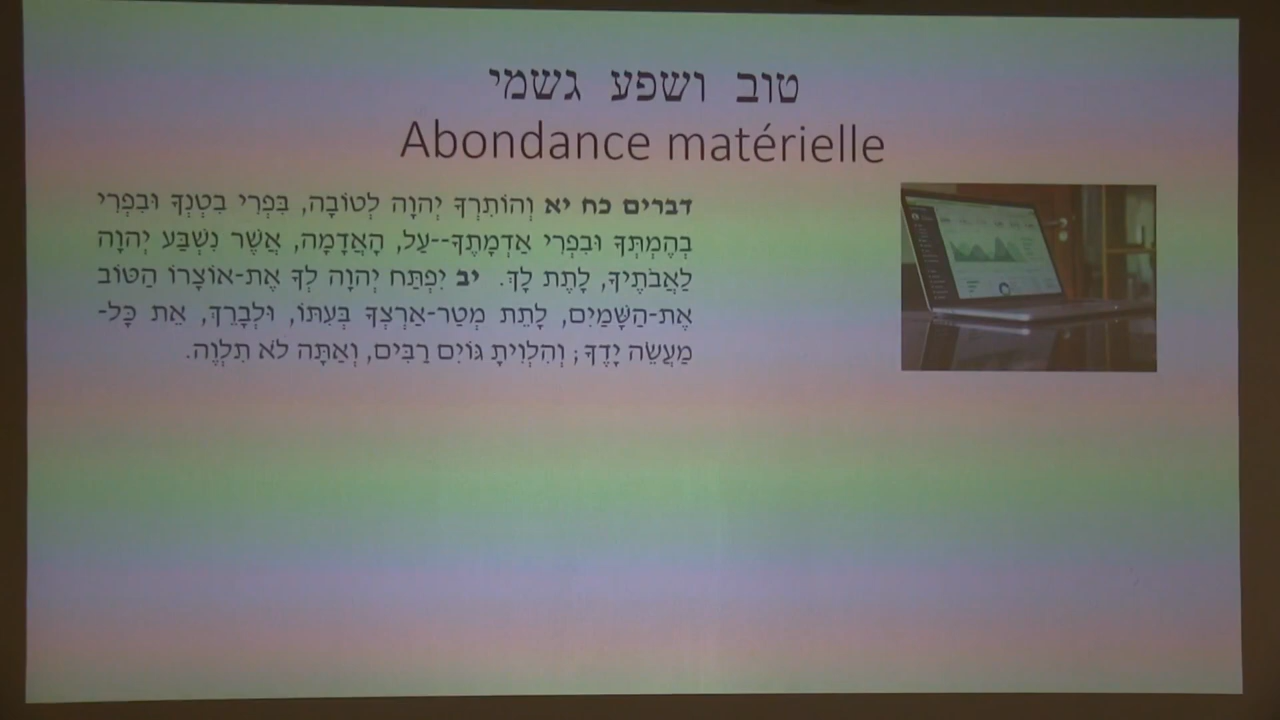 טוב ושפע גשמי
Abondance matérielle
דברים כח יא וְהוֹתִרְךָ יְהוָה לְטוֹבָה, בִּפְרִי בִטְנְךָ וּבִפְרִי
בְהֶמְתְּךָ וּבִפְרִי אַדְמָתֶךָ--עַל, הָאֲדָמָה, אֲשֶׁר נִשְׁבַּע יְהוָה
לַאֲבֹתֶיךָ, לָתֶת לָךְ. יב יִפְתַּח יְהוָה לְךָ אֶת-אוֹצָרוֹ הַטּוֹב
אֶת-הַשָּׁמַיִם, לָתֵת מְטַר-אַרְצְךָ בְּעִתּוֹ, וּלְבָרֵךְ, אֵת כָּל-
מַעֲשֵׂה יָדֶךָ; וְהִלְוִיתָ גּוֹיִם רַבִּים, וְאַתָּה לֹא תִלְוֶה.